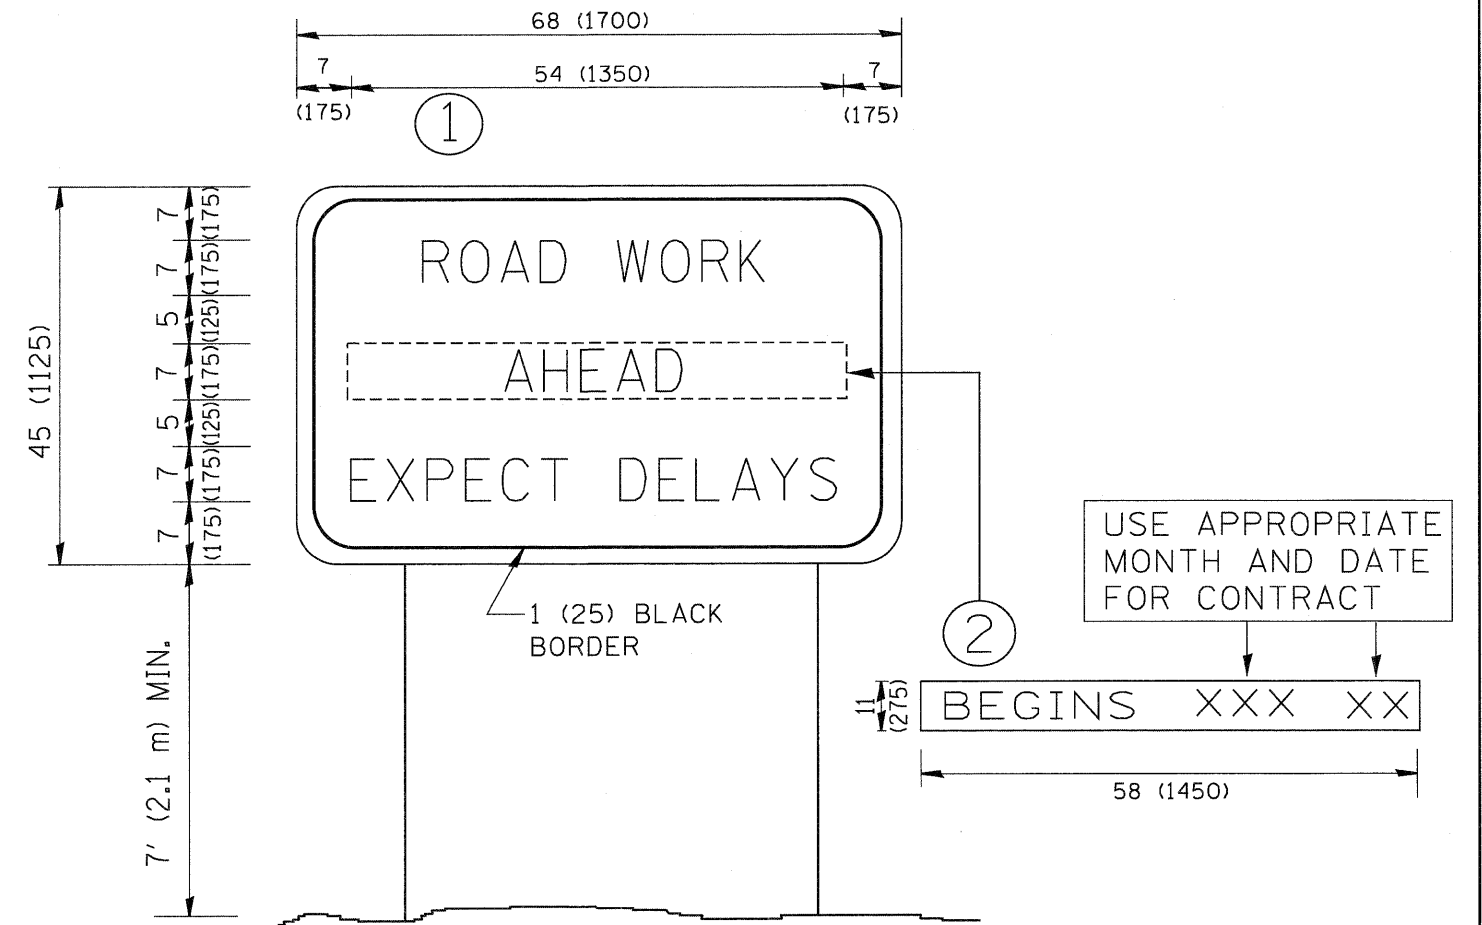 68 (1700)
7
54 (1350)
7
(175)
(175)
1
45 (1125)
7 (175)
7 (175)
5 (125)
7 (175)
5 (125)
7 (175)
7 (175)
ROAD WORK
AHEAD
EXPECT DELAYS
1 (25) BLACK
BORDER
7' (2.1 m) MIN.
USE APPROPRIATE
MONTH AND DATE
FOR CONTRACT
2
11
(275)
BEGINS XXX XX
58 (1450)